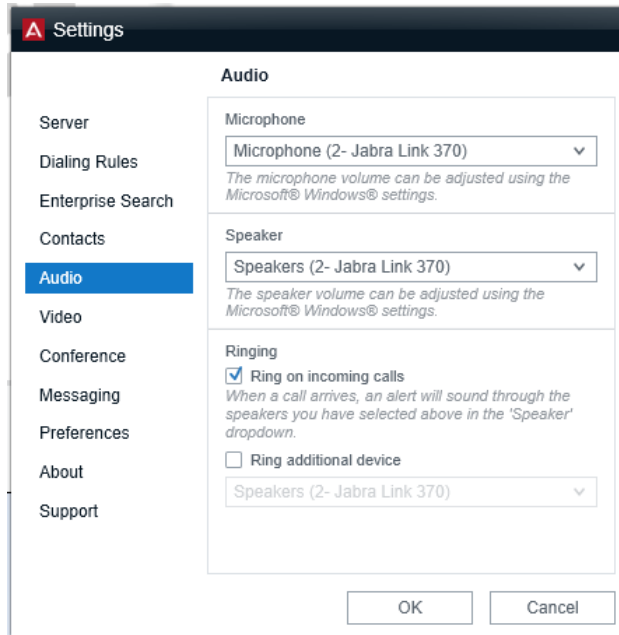 Settings
Audio
Server
Dialing Rules
Enterprise Search
Contacts
Audio
Video
Conference
Messaging
Preferences
About
Support
Microphone
Microphone (2- Jabra Link 370)
The microphone volume can be adjusted using the
Microsoft® Windows® settings.
Speaker
Speakers (2- Jabra Link 370)
The speaker volume can be adjusted using the
Microsoft® Windows® settings.
Ringing
Ring on incoming calls
When a call arrives, an alert will sound through the
speakers you have selected above in the 'Speaker'
dropdown.
Ring additional device
Speakers (2- Jabra Link 370)
OK
Cancel